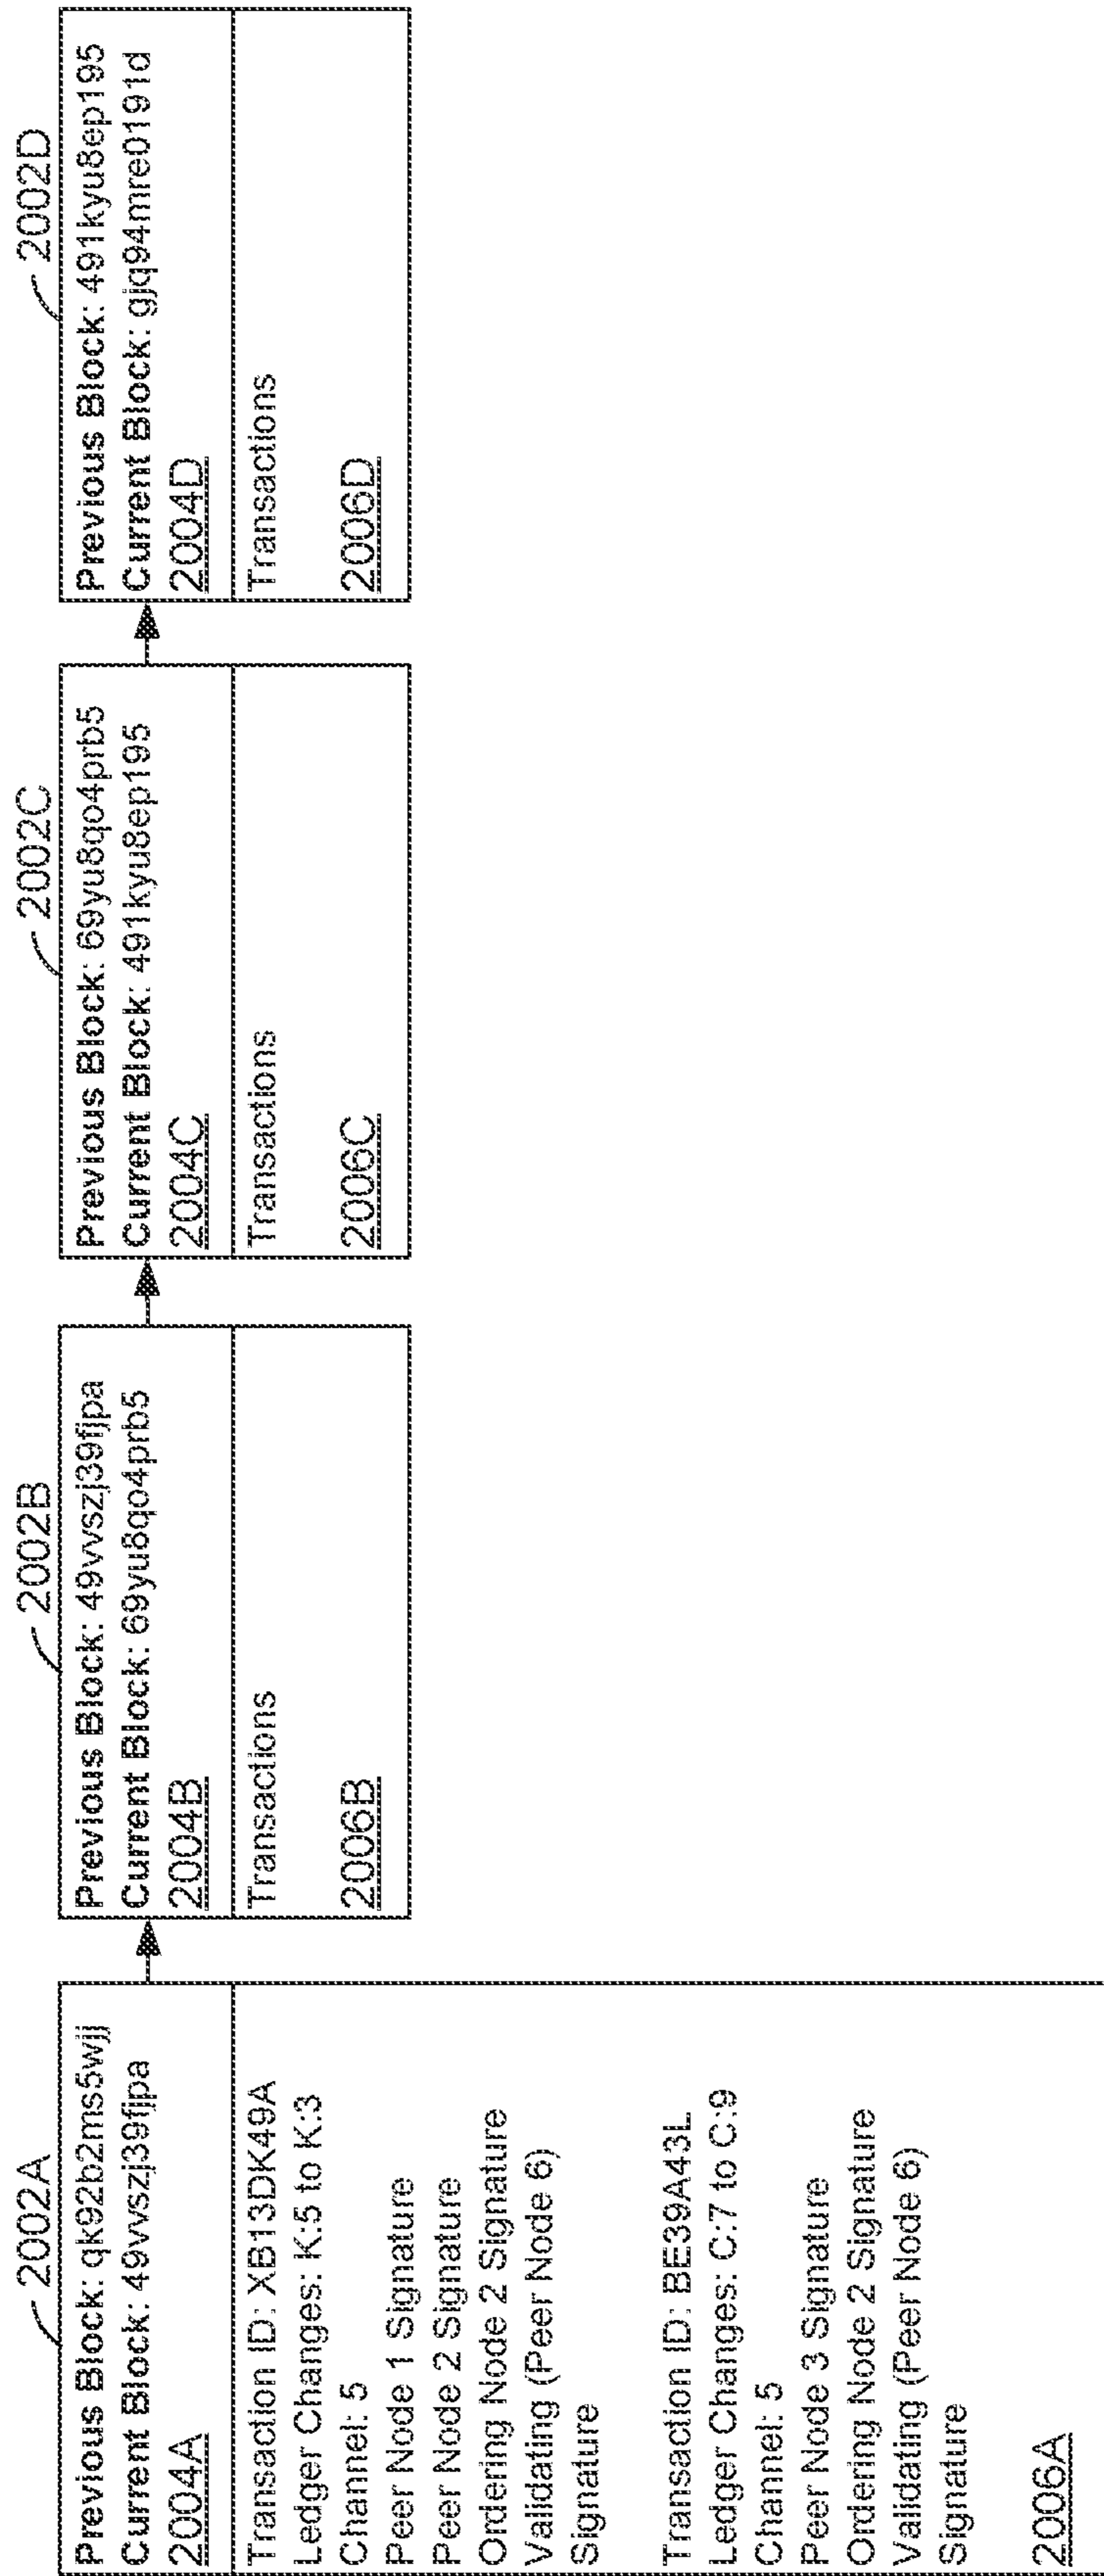 2002A
Previous Block: qk92b2ms5wjj
Current Block: 49vvszj39fjpa
2004A
Transaction ID: XB13DK49A
Ledger Changes: K:5 to K:3
Channel: 5
Peer Node 1 Signature
Peer Node 2 Signature
Ordering Node 2 Signature
Validating (Peer Node 6)
Signature
Transaction ID: BE39A43L
Ledger Changes: C:7 to C:9
Channel: 5
Peer Node 3 Signature
Ordering Node 2 Signature
Validating (Peer Node 6)
Signature
2006A
2002B
Previous Block: 49vvszj39fjpa
Current Block: 69yu8qo4prb5
2004B
Transactions
2006B
2002C
Previous Block: 69yu8qo4prb5
Current Block: 491kyu8ep195
2004C
Transactions
2006C
2002D
Previous Block: 491kyu8ep195
Current Block: gjq94mre0191d
2004D
Transactions
2006D